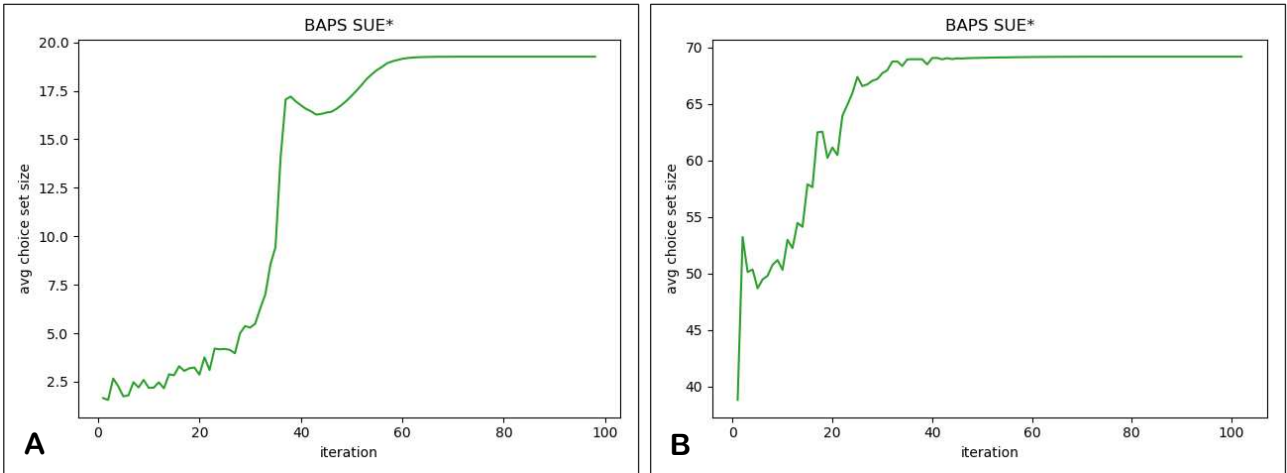 BAPS SUE*
20.0
17.5
15.0
12.5
10.0
7.5
5.0
2.5
avg choice set size
0 20 40 60 80 100
iteration
A
BAPS SUE*
70
65
60
55
50
45
40
avg choice set size
0 20 40 60 80 100
iteration
B